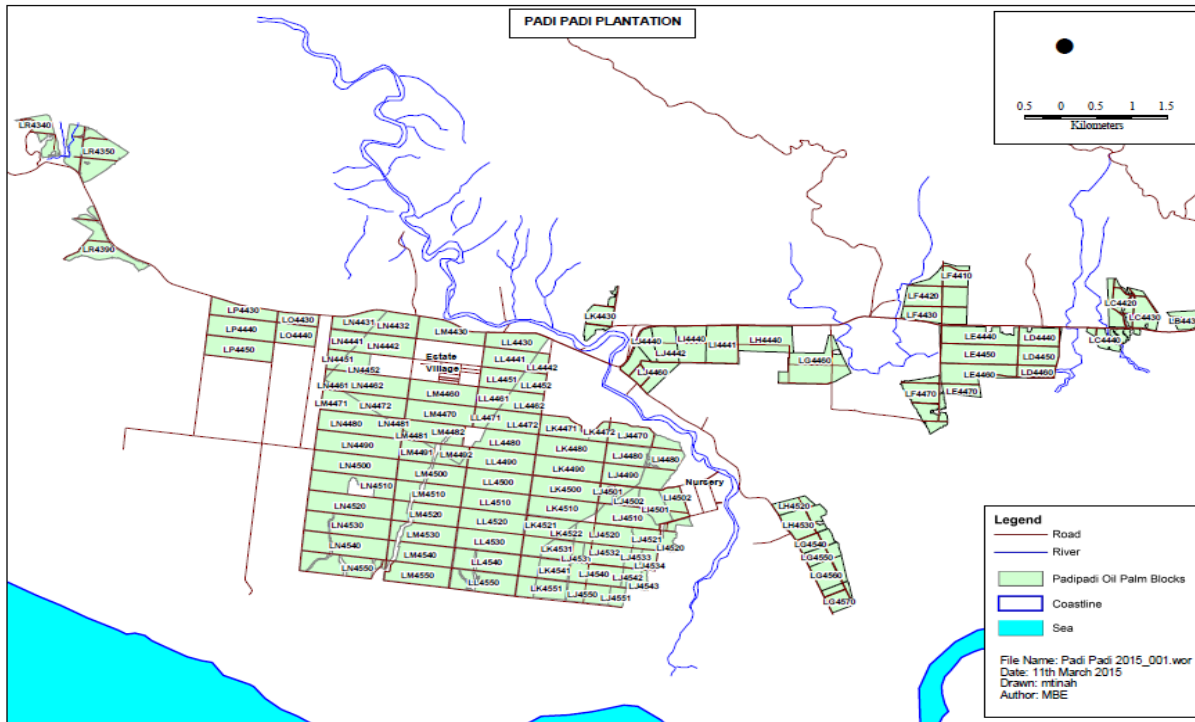 PADI PADI PLANTATION
0.5 0 0.5 1 1.5
Kilometers
LR4340
LR4350
LR4390
LP4430
LP4440
LP4450
LO4430
LO4440
LN4431
LN4432
LM4430
LL4430
LN4441
LN4442
LL4441
LL4442
LN4451
LN4452
Estate
Village
LL4451
LL4452
LN4461
LN4462
LM4460
LL4461
LL4462
LM4471
LN4472
LM4470
LL4471
LL4472
LK4471
LK4472
LJ4470
LN4480
LN4481
LM4481
LM4482
LL4480
LK4480
LJ4480
LI4480
LN4490
LM4491
LM4492
LL4490
LK4490
LJ4490
Nursery
LN4500
LM4500
LL4500
LK4500
LJ4501
LJ4502
LI4501
LI4502
LN4510
LM4510
LL4510
LK4510
LJ4510
LN4520
LM4520
LL4520
LK4521
LK4522
LJ4520
LJ4521
LI4520
LN4530
LM4530
LL4530
LK4531
LJ4531
LJ4532
LJ4533
LJ4534
LN4540
LM4540
LL4540
LK4541
LJ4540
LJ4542
LJ4543
LN4550
LM4550
LL4550
LK4551
LJ4550
LJ4551
LK4430
LJ4440
LJ4442
LJ4460
LI4440
LI4441
LH4440
LG4460
LF4410
LF4420
LF4430
LE4440
LE4450
LE4460
LE4470
LF4470
LD4440
LD4450
LD4460
LC4420
LC4430
LC4440
LH4520
LH4530
LG4540
LG4550
LG4560
LG4570
Legend
Road
River
Padipadi Oil Palm Blocks
Coastline
Sea
File Name: Padi Padi 2015_001.wor
Date: 11th March 2015
Drawn: mtinah
Author: MBE